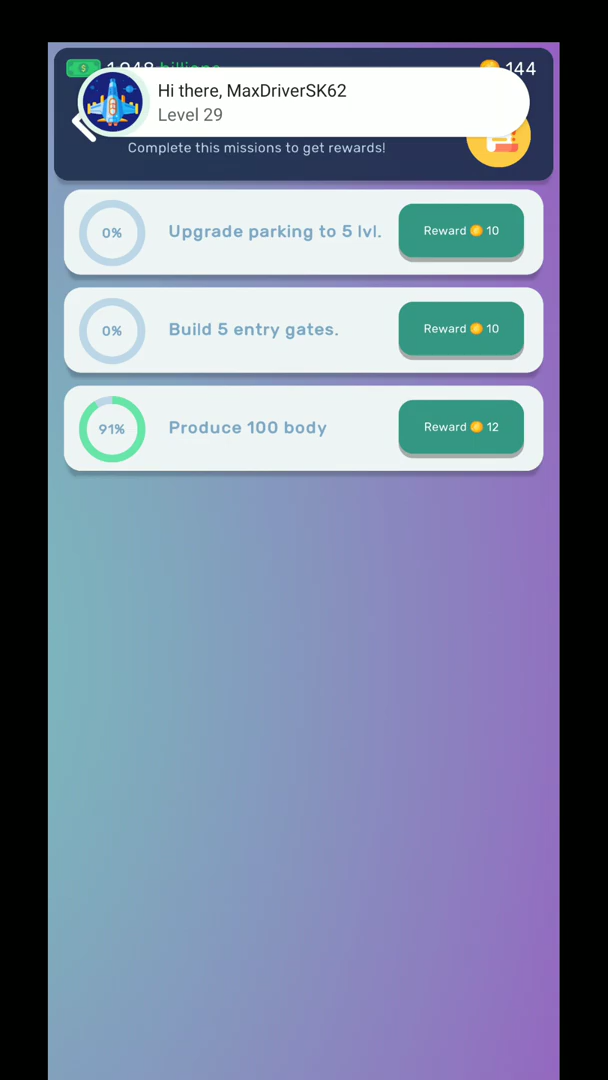 144
Hi there, MaxDriverSK62
Level 29
Complete this missions to get rewards!
0%
Upgrade parking to 5 lvl.
Reward 10
0%
Build 5 entry gates.
Reward 10
91%
Produce 100 body
Reward 12